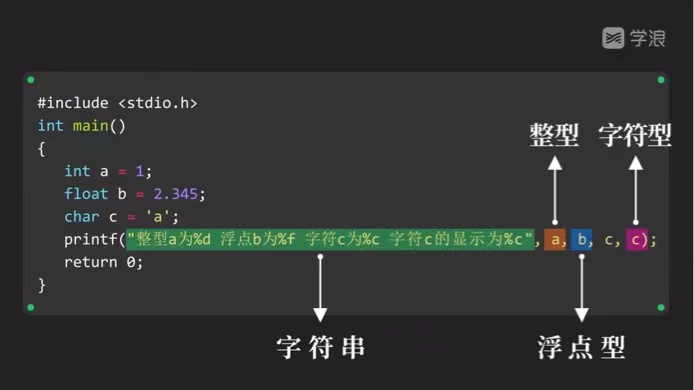 学浪
#include <stdio.h>
int main()
整型 字符型
{
int a = 1;
float b = 2.345;
char c = 'a';
printf("整型a为%d 浮点b为%f 字符c为%c 字符c的显示为%c", a, b, c, c);
return 0;
}
字符串 浮点型